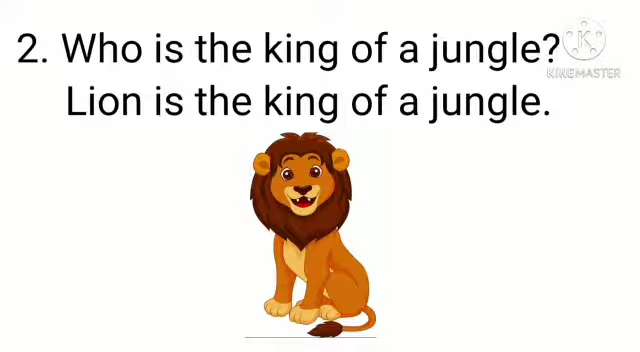 2. Who is the king of a jungle?
Lion is the king of a jungle.
K
KINEMASTER